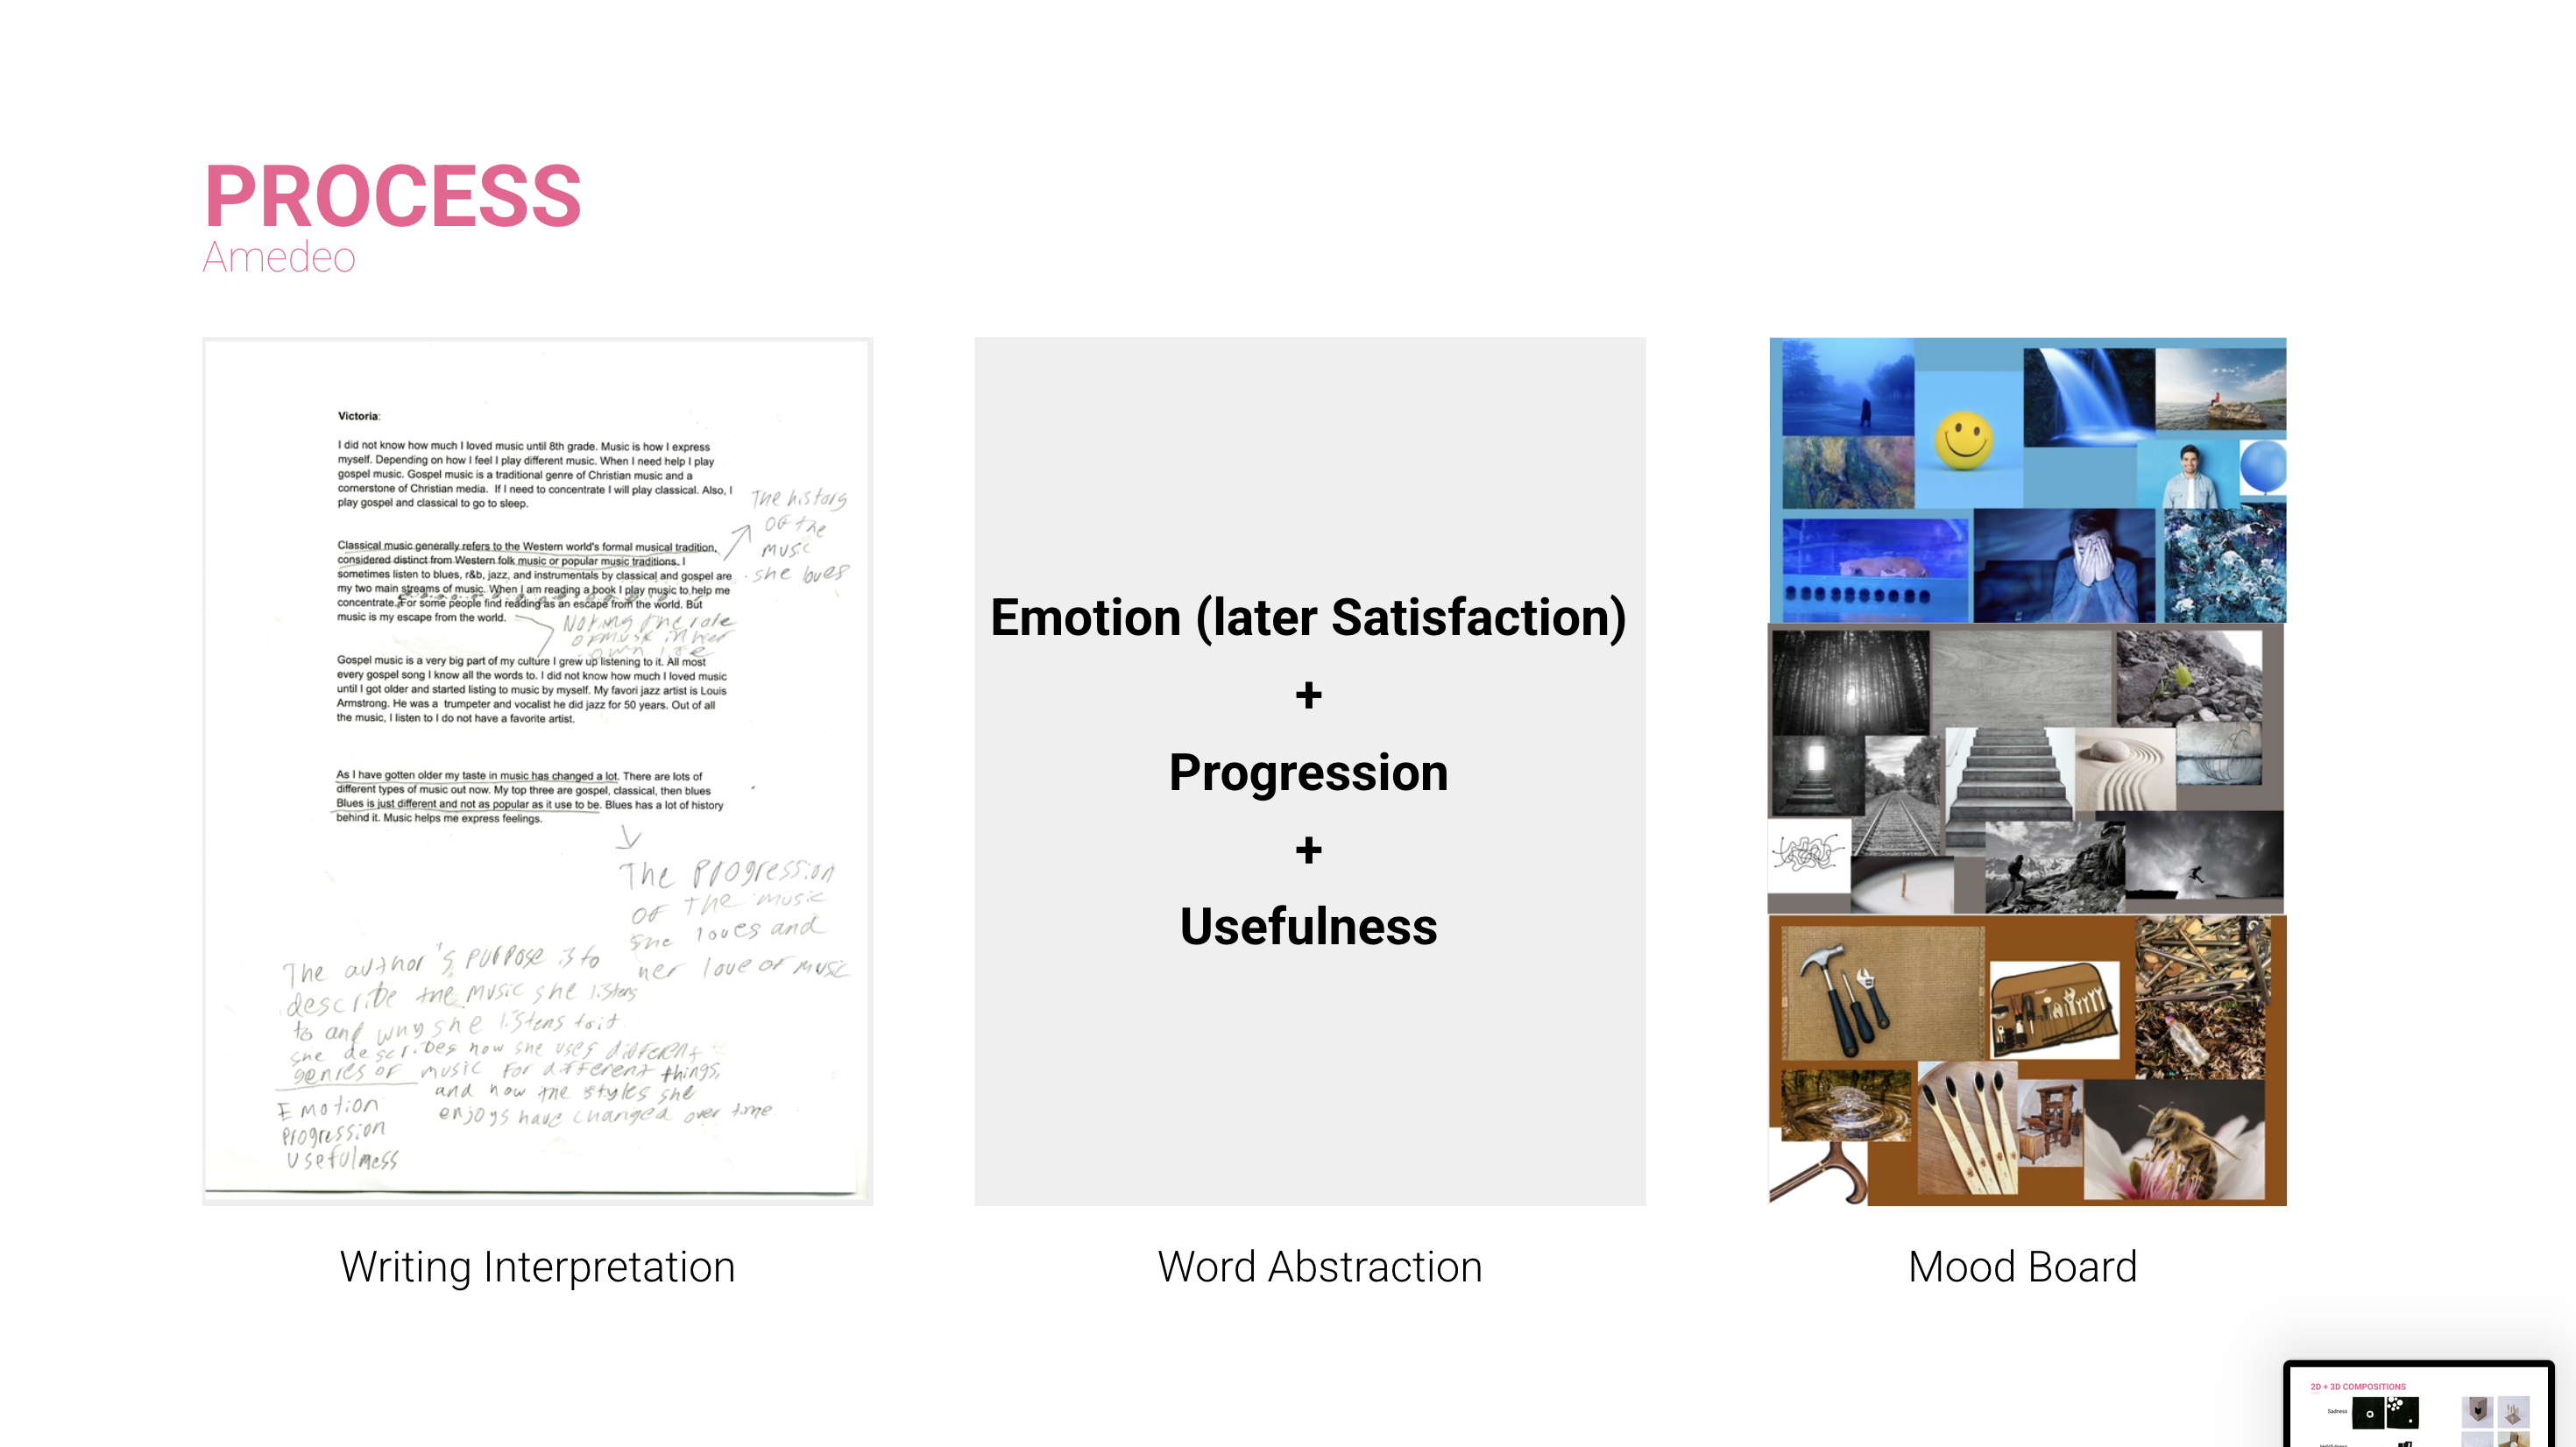 PROCESS
Amedeo
Victoria:
I did not know how much I loved music until 8th grade. Music is how I express
myself. Depending on how I feel I play different music. When I need help I play
gospel music. Gospel music is a traditional genre of Christian music and a
cornerstone of Christian media.  If I need to concentrate I will play classical. Also, I
play gospel and classical to go to sleep.
Classical music generally refers to the Western world's formal musical tradition,
considered distinct from Western folk music or popular music traditions. I
sometimes listen to blues, r&b, jazz, and instrumentals by classical and gospel are
my two main streams of music. When I am reading a book I play music to help me
concentrate. For some people find reading as an escape from the world. But
music is my escape from the world.
The history
OF the
music
she loves
Noting the role
of music in her
own life
Gospel music is a very big part of my culture I grew up listening to it. All most
every gospel song I know all the words to. I did not know how much I loved music
until I got older and started listing to music by myself. My favori jazz artist is Louis
Armstrong. He was a  trumpeter and vocalist he did jazz for 50 years. Out of all
the music, I listen to I do not have a favorite artist.
As I have gotten older my taste in music has changed a lot. There are lots of
different types of music out now. My top three are gospel, classical, then blues
Blues is just different and not as popular as it use to be. Blues has a lot of history
behind it. Music helps me express feelings.
The Progression
OF The music
She loves and
her love of music
The author's purpose is to
describe the music she listens
to and why she listens to it.
she describes how she uses different
genres of music for different things,
and how the styles she
enjoys have changed over time
Emotion
Progression
Usefulness
Writing Interpretation
Emotion (later Satisfaction)
+
Progression
+
Usefulness
Word Abstraction
Mood Board
2D + 3D COMPOSITIONS
Sadness